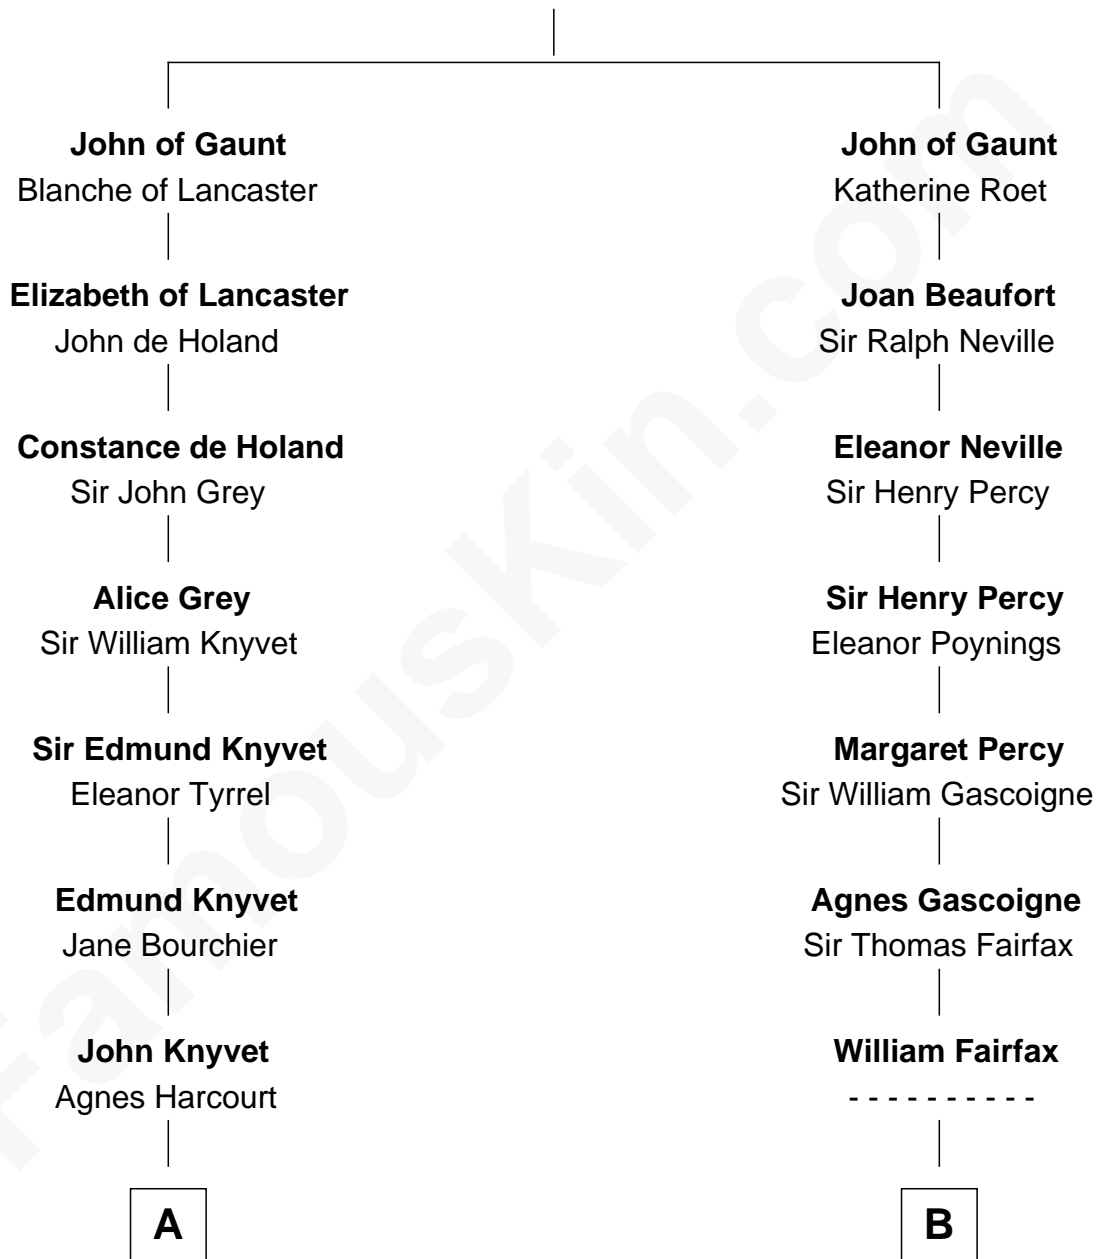 John of Gaunt
Blanche of Lancaster
Elizabeth of Lancaster
John de Holand
Constance de Holand
Sir John Grey
Alice Grey
Sir William Knyvet
Sir Edmund Knyvet
Eleanor Tyrrel
Edmund Knyvet
Jane Bourchier
John Knyvet
Agnes Harcourt
A
John of Gaunt
Katherine Roet
Joan Beaufort
Sir Ralph Neville
Eleanor Neville
Sir Henry Percy
Sir Henry Percy
Eleanor Poynings
Margaret Percy
Sir William Gascoigne
Agnes Gascoigne
Sir Thomas Fairfax
William Fairfax
- - - - - - - - - -
B
FamousKin.com